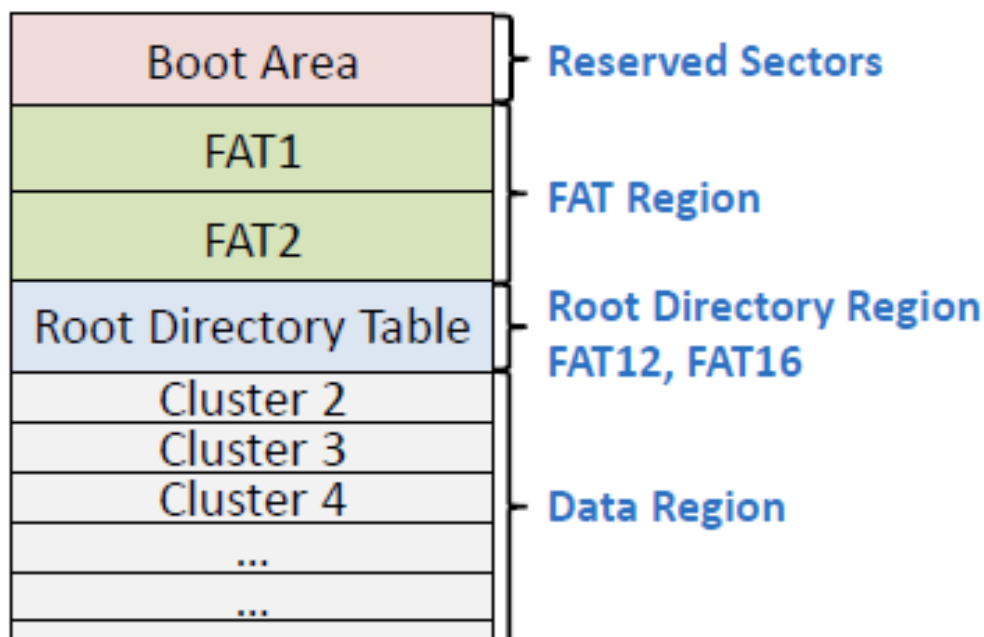 Boot Area
Reserved Sectors
FAT1
FAT Region
FAT2
Root Directory Table
Root Directory Region
FAT12, FAT16
Cluster 2
Cluster 3
Cluster 4
Data Region
...
...